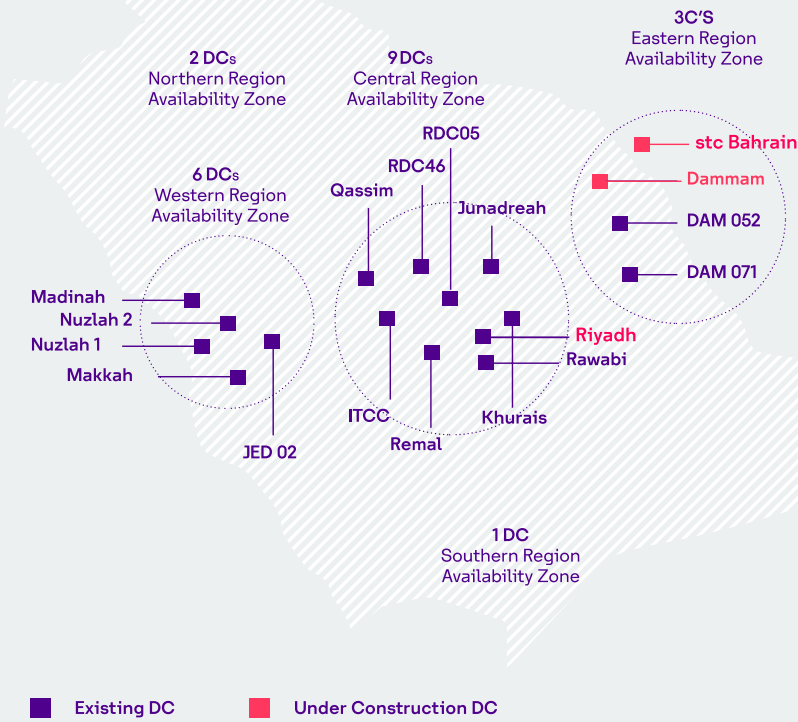 3C'S
Eastern Region
Availability Zone
2 DCs
Northern Region
Availability Zone
9 DCs
Central Region
Availability Zone
RDC05
stc Bahrain
RDC46
6 DCs
Western Region
Availability Zone
Qassim
Dammam
Junadreah
DAM 052
DAM 071
Madinah
Nuzlah 2
Nuzlah 1
Riyadh
Rawabi
Makkah
ITCC
Khurais
Remal
JED 02
1 DC
Southern Region
Availability Zone
Existing DC
Under Construction DC